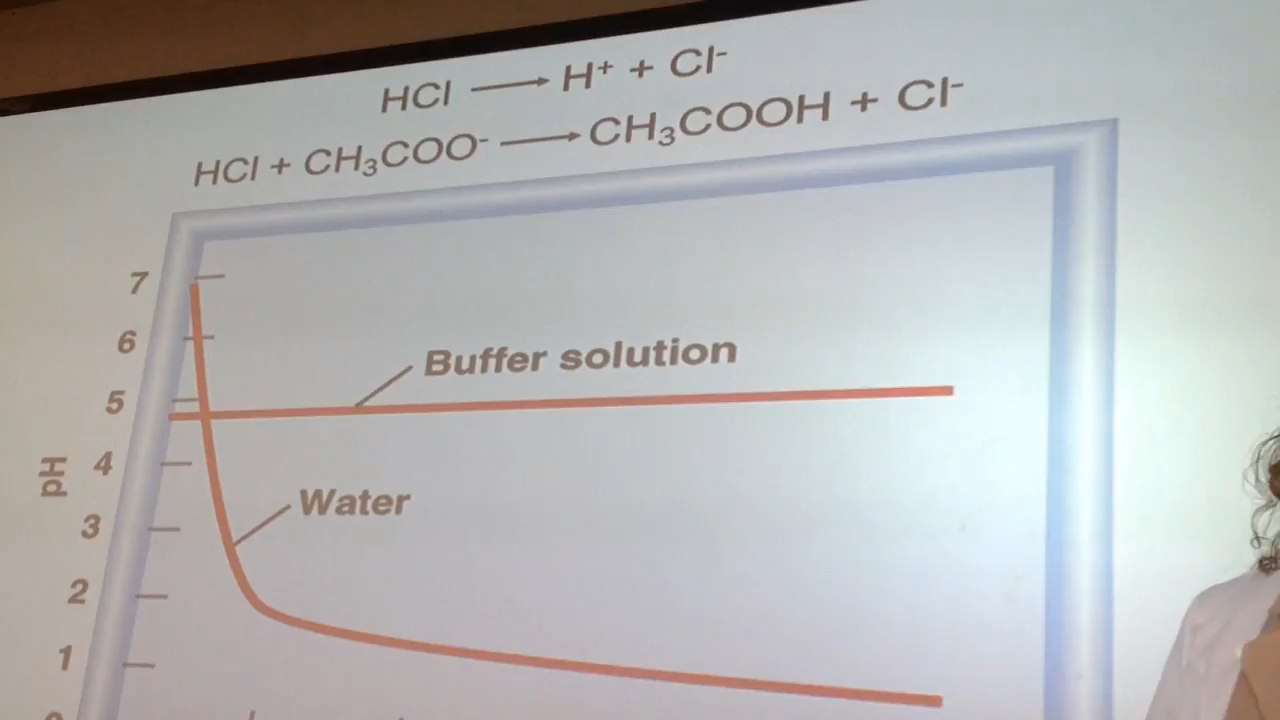 HCl ⟶ H⁺ + Cl⁻
HCl + CH₃COO⁻ ⟶ CH₃COOH + Cl⁻
7
6
Buffer solution
5
pH
4
Water
3
2
1